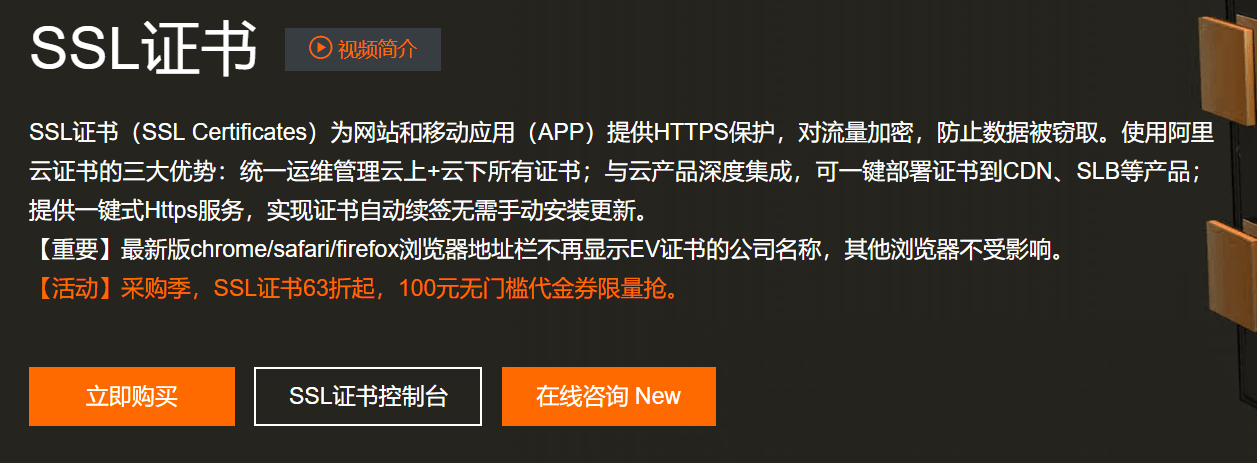 SSL证书
视频简介
SSL证书（SSL Certificates）为网站和移动应用（APP）提供HTTPS保护，对流量加密，防止数据被窃取。使用阿里
云证书的三大优势：统一运维管理云上+云下所有证书；与云产品深度集成，可一键部署证书到CDN、SLB等产品；
提供一键式Https服务，实现证书自动续签无需手动安装更新。
【重要】最新版chrome/safari/firefox浏览器地址栏不再显示EV证书的公司名称，其他浏览器不受影响。
【活动】采购季，SSL证书63折起，100元无门槛代金券限量抢。
立即购买
SSL证书控制台
在线咨询 New